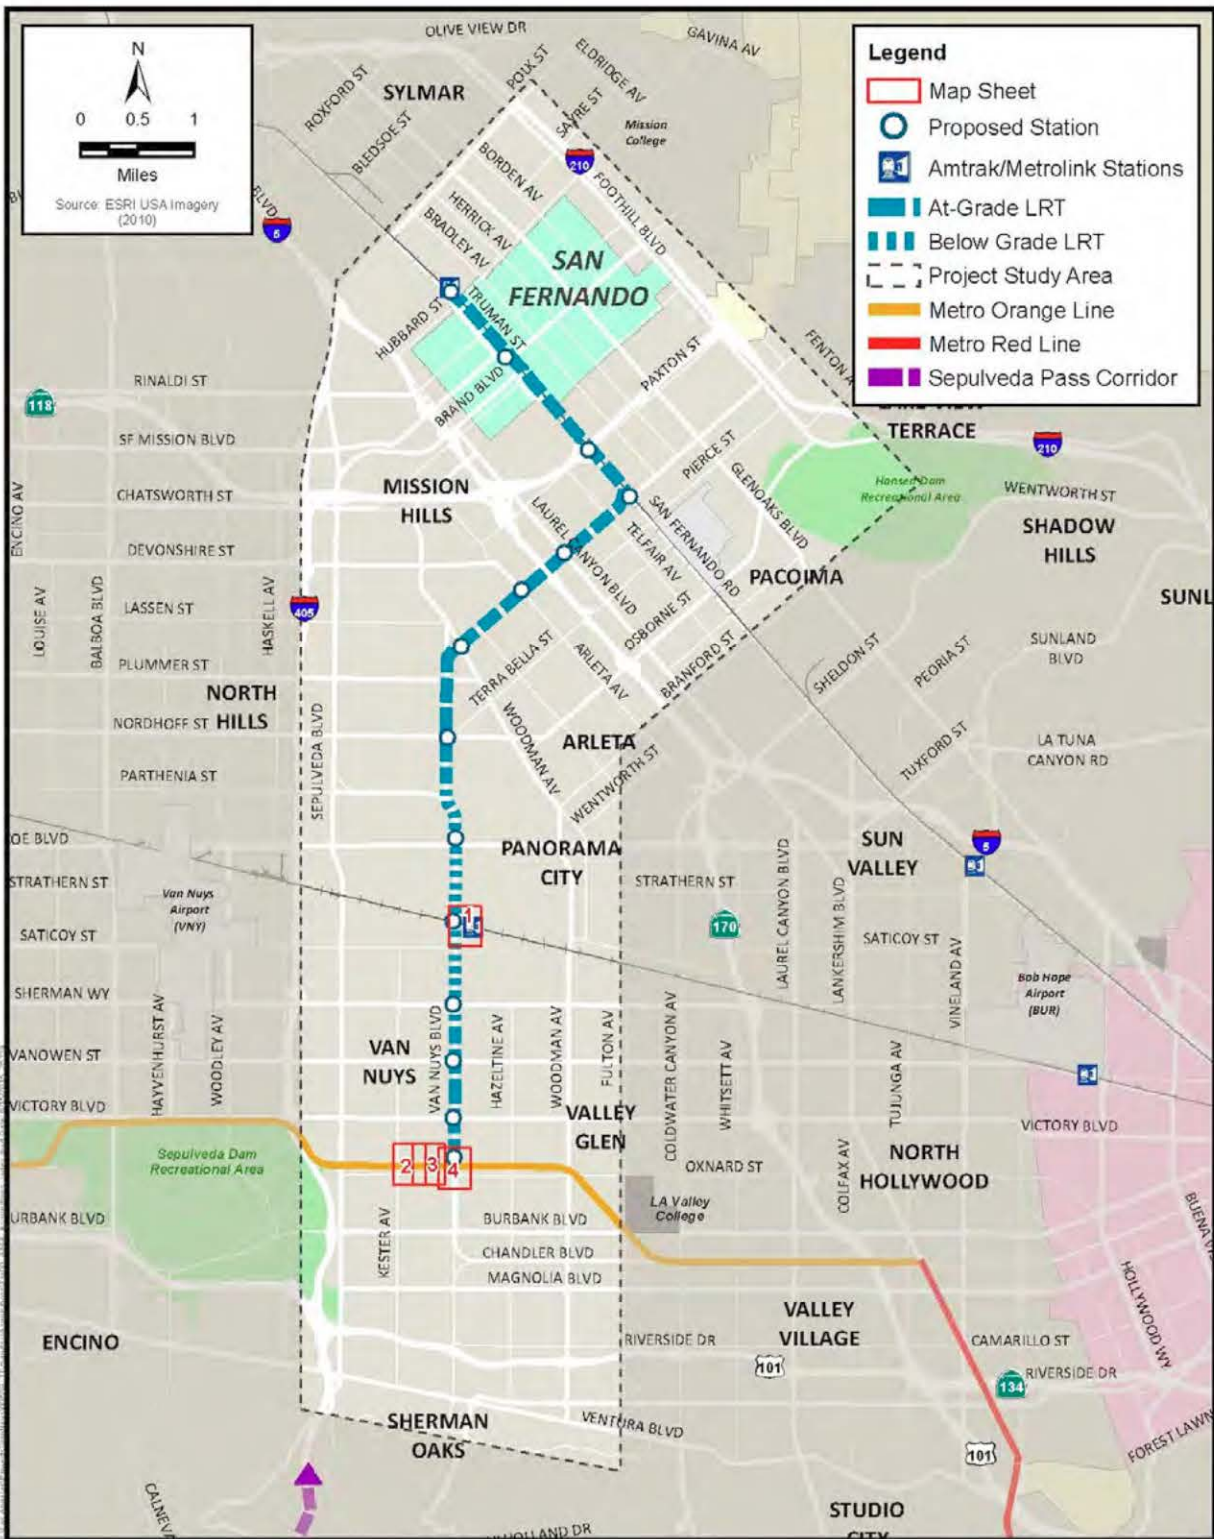 OLIVE VIEW DR
GAVINA AV
N
0 0.5 1
Miles
Source: ESRI USA Imagery
(2010)
Legend
Map Sheet
Proposed Station
Amtrak/Metrolink Stations
At-Grade LRT
Below Grade LRT
Project Study Area
Metro Orange Line
Metro Red Line
Sepulveda Pass Corridor
SYLMAR
POLK ST
ELDRIDGE AV
SAYRE ST
Mission
College
ROXFORD ST
BLEDSOE ST
BORDEN AV
210
FOOTHILL BLVD
HERRICK AV
BRADLEY AV
BLVD
5
SAN
FERNANDO
TRUMAN ST
HUBBARD ST
BRAND BLVD
PAXTON ST
FENTON A
TERRACE
210
RINALDI ST
118
SF MISSION BLVD
CHATSWORTH ST
DEVONSHIRE ST
LASSEN ST
PLUMMER ST
NORDHOFF ST
PARTHENIA ST
ENCINO AV
LOUISE AV
BALBOA BLVD
HASKELL AV
405
MISSION
HILLS
PIERCE ST
GLENOAKS BLVD
Hansen Dam
Recreational Area
WENTWORTH ST
SHADOW
HILLS
LAUREL CANYON BLVD
TELFAIR AV
SAN FERNANDO RD
PACOIMA
SUNL
OSBORNE ST
BRANFORD ST
TERRA BELLA ST
ARLETA AV
SHELDON ST
PEORIA ST
SUNLAND
BLVD
NORTH
HILLS
SEPULVEDA BLVD
WOODMAN AV
ARLETA
WENTWORTH ST
TUXFORD ST
LA TUNA
CANYON RD
OE BLVD
STRATHERN ST
SATICOY ST
SHERMAN WY
VANOWEN ST
VICTORY BLVD
Van Nuys
Airport
(VNY)
PANORAMA
CITY
STRATHERN ST
170
SUN
VALLEY
5
SATICOY ST
LAUREL CANYON BLVD
LANKERSHIM BLVD
VINELAND AV
Bob Hope
Airport
(BUR)
1
HAYVENHURST AV
WOODLEY AV
VAN
NUYS
VAN NUYS BLVD
HAZELTINE AV
WOODMAN AV
FULTON AV
COLDWATER CANYON AV
WHITSETT AV
TUJUNGA AV
VALLEY
GLEN
VICTORY BLVD
Sepulveda Dam
Recreational Area
2 3 4
OXNARD ST
COLFAX AV
NORTH
HOLLYWOOD
LA Valley
College
URBANK BLVD
KESTER AV
BURBANK BLVD
CHANDLER BLVD
MAGNOLIA BLVD
HOLLYWOOD WY
ENCINO
RIVERSIDE DR
VALLEY
VILLAGE
CAMARILLO ST
101
134
RIVERSIDE DR
SHERMAN
OAKS
VENTURA BLVD
101
FOREST LAWN
STUDIO
CITY